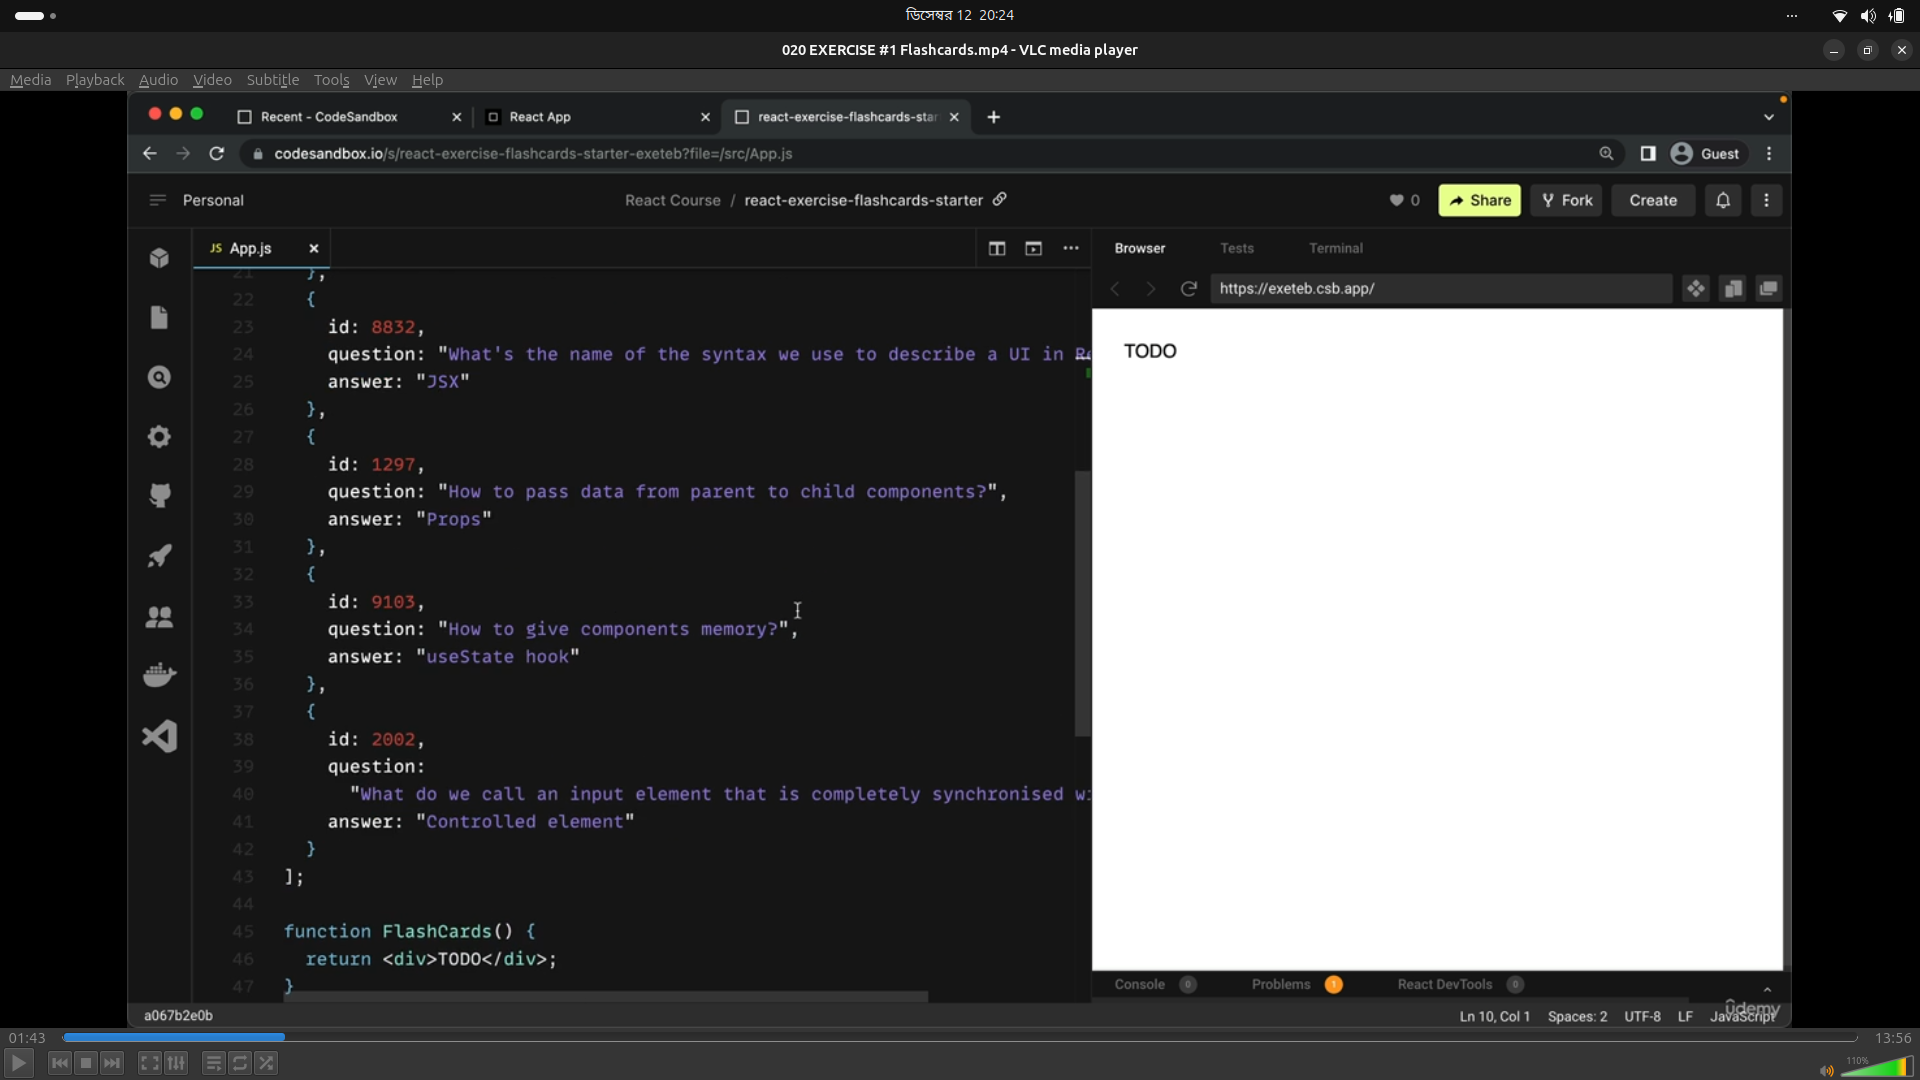 ডিসেম্বর 12 20:24
020 EXERCISE #1 Flashcards.mp4 - VLC media player
Media Playback Audio Video Subtitle Tools View Help
Recent - CodeSandbox
React App
react-exercise-flashcards-star
codesandbox.io/s/react-exercise-flashcards-starter-exeteb?file=/src/App.js
Guest
Personal
React Course / react-exercise-flashcards-starter
0
Share
Fork
Create
JS App.js
Browser Tests Terminal
https://exeteb.csb.app/
TODO
21 },
22 {
23 id: 8832,
24 question: "What's the name of the syntax we use to describe a UI in Re
25 answer: "JSX"
26 },
27 {
28 id: 1297,
29 question: "How to pass data from parent to child components?",
30 answer: "Props"
31 },
32 {
33 id: 9103,
34 question: "How to give components memory?",
35 answer: "useState hook"
36 },
37 {
38 id: 2002,
39 question:
40 "What do we call an input element that is completely synchronised wi
41 answer: "Controlled element"
42 }
43 ];
44
45 function FlashCards() {
46 return <div>TODO</div>;
47 }
Console 0 Problems 1 React DevTools 0
a067b2e0b
Ln 10, Col 1 Spaces: 2 UTF-8 LF JavaScript
ûdemy
01:43
13:56
110%